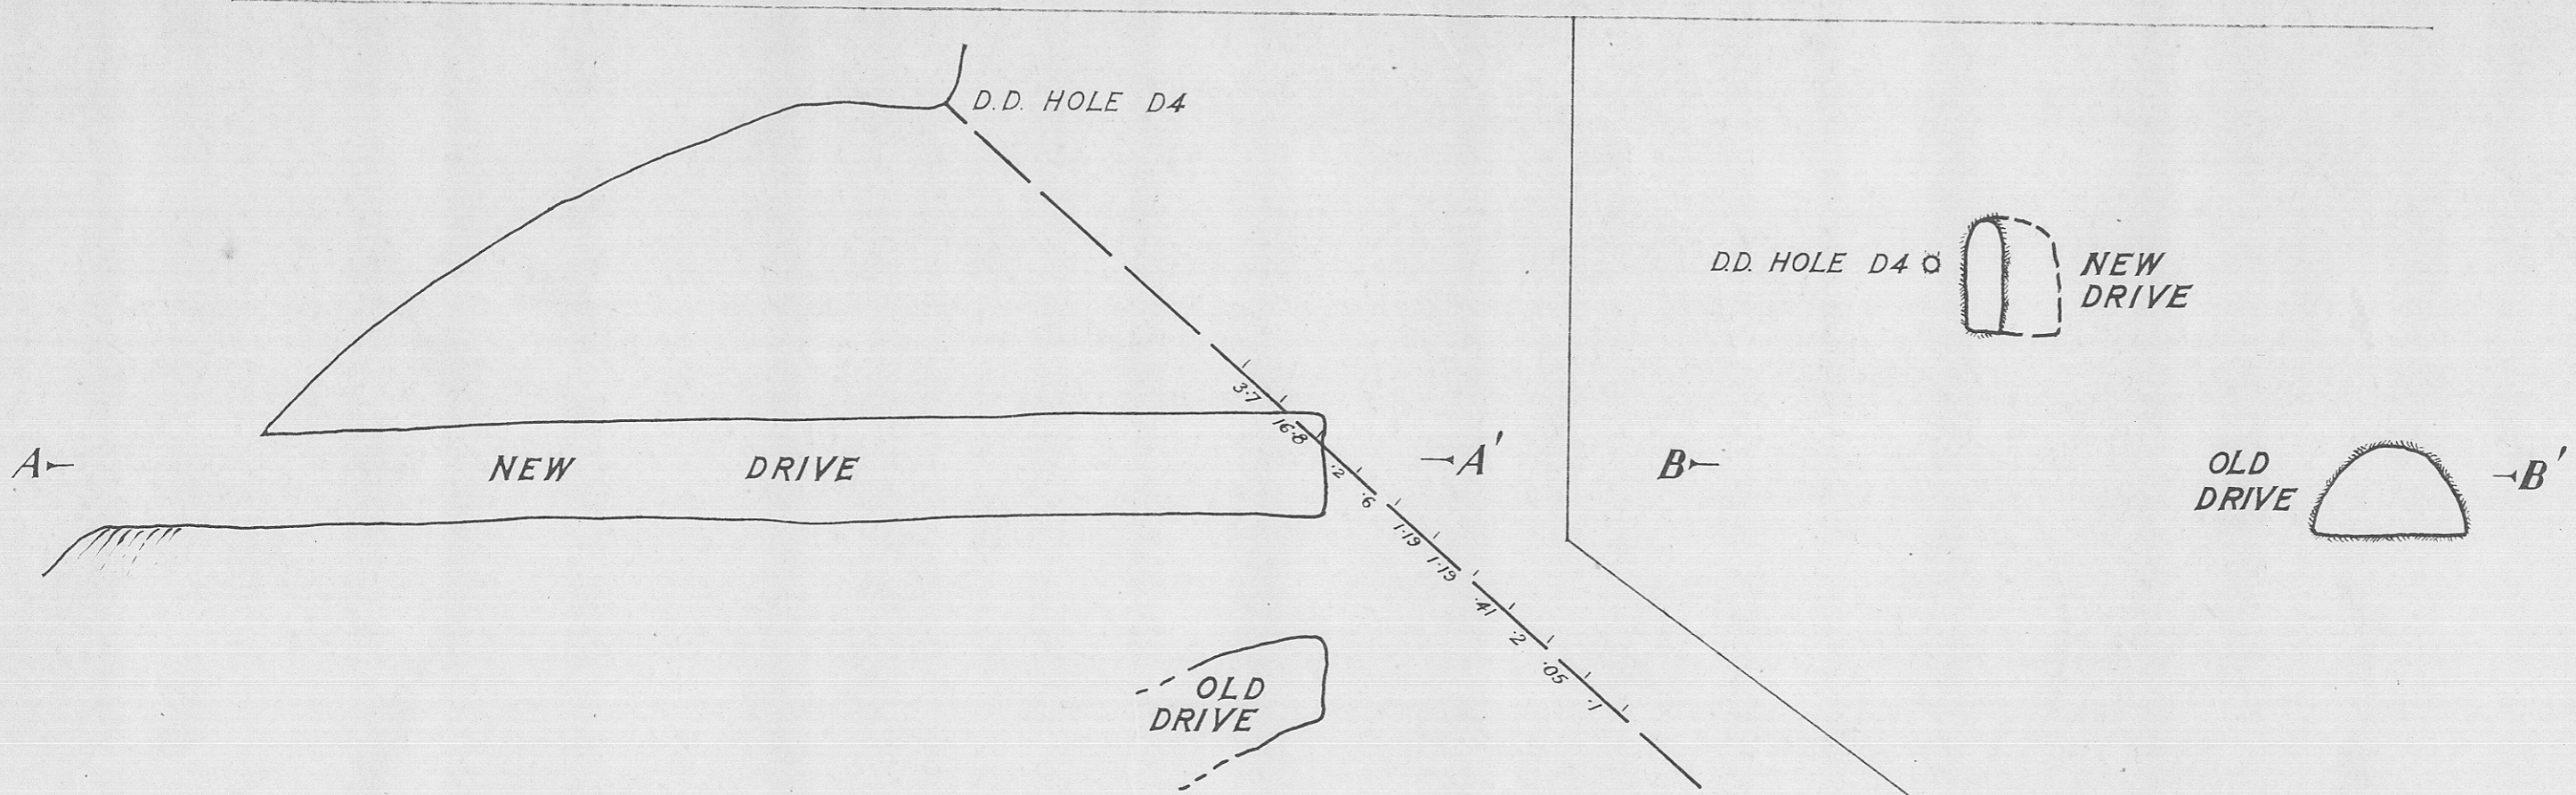 D.D. HOLE D4
3·7
16·8
·2
·6
1·19
1·19
·41
·2
·05
·1
A
NEW DRIVE
A'
OLD
DRIVE
D.D. HOLE D4
NEW
DRIVE
B
OLD
DRIVE
B'